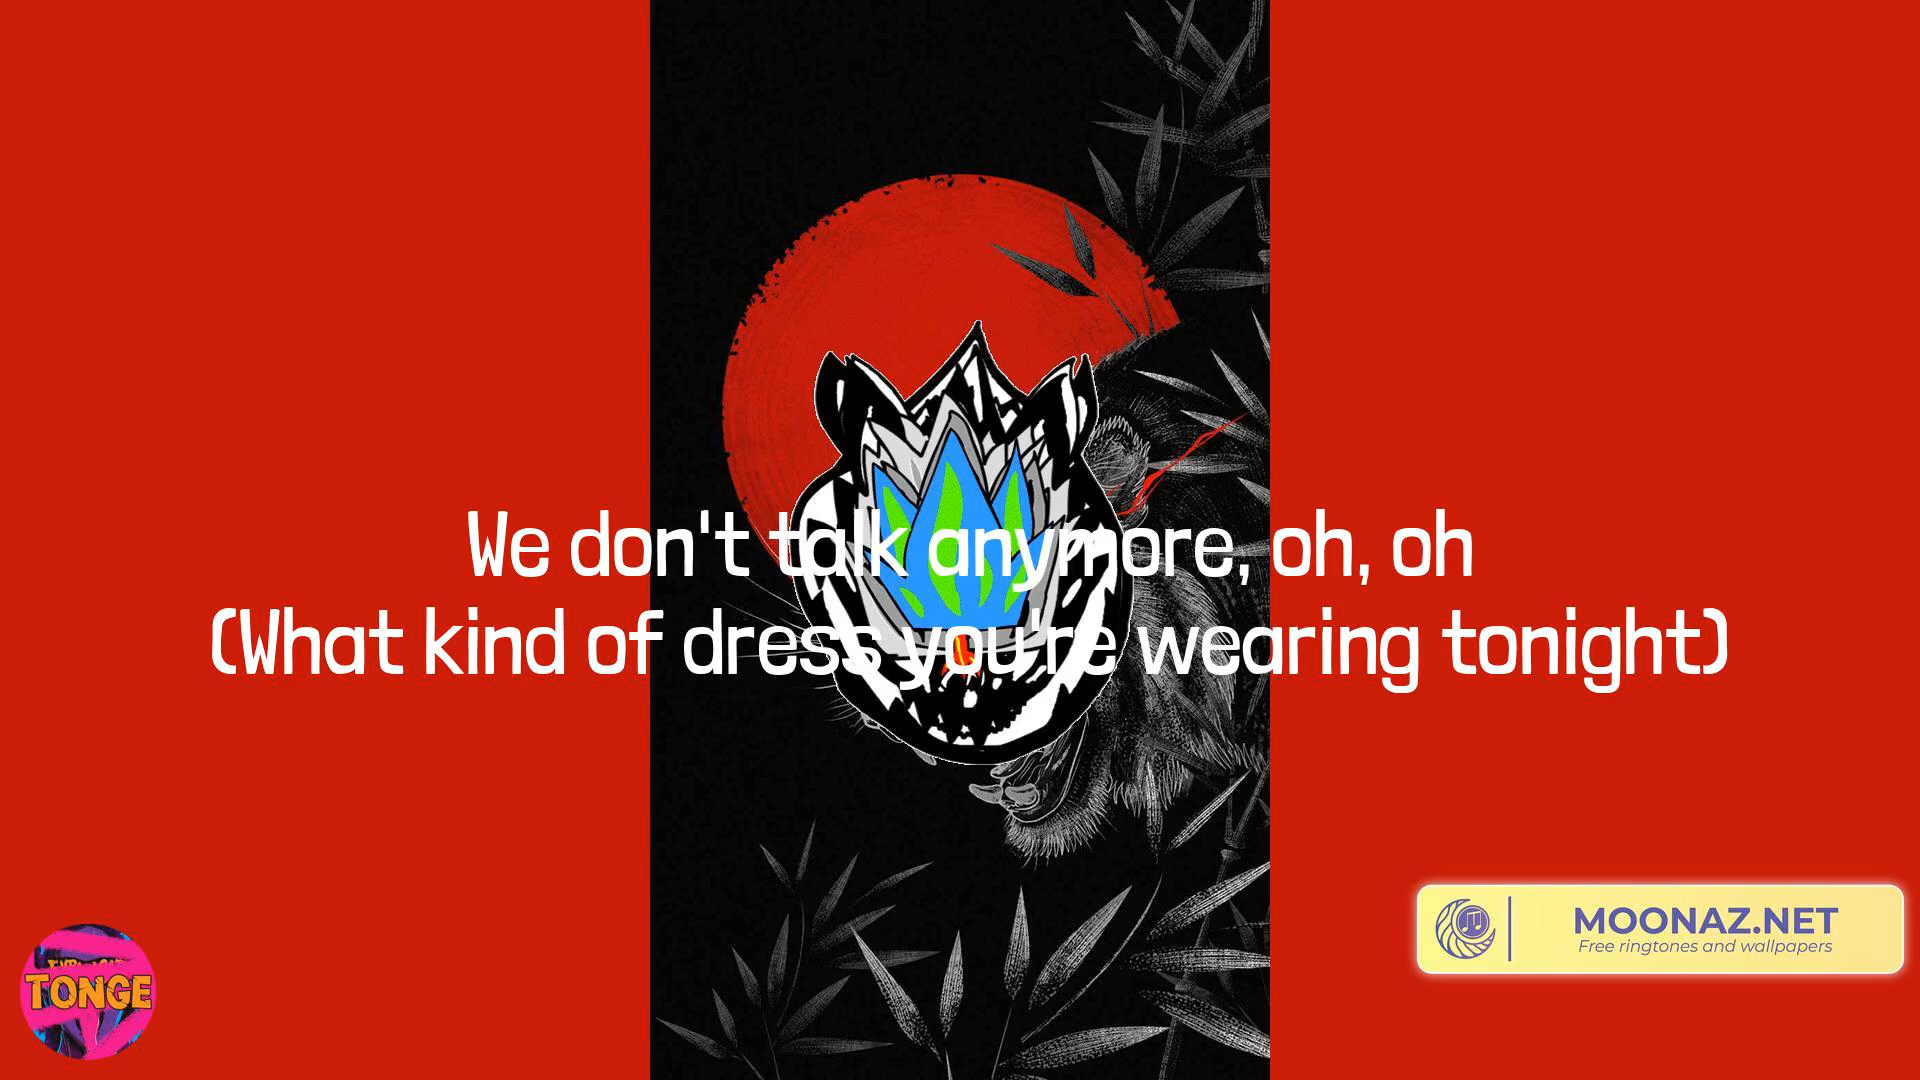 We don't talk anymore, oh, oh
(What kind of dress you're wearing tonight)
MOONAZ.NET
Free ringtones and wallpapers
TONGE